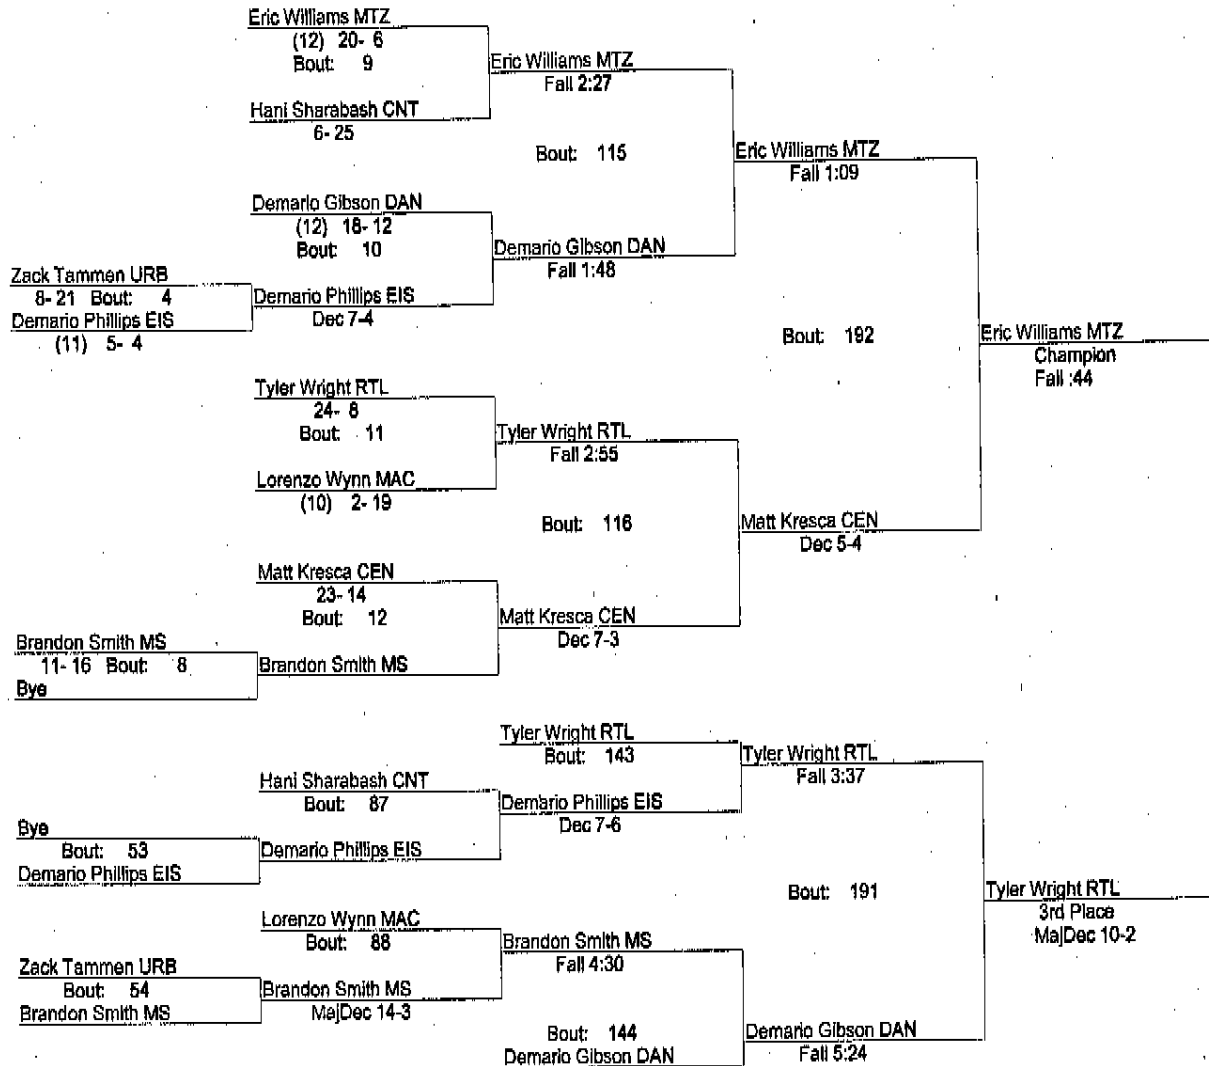 Eric Williams MTZ
(12) 20- 6
Bout: 9
Eric Williams MTZ
Fall 2:27
Hani Sharabash CNT
6- 25
Bout: 115
Eric Williams MTZ
Fall 1:09
Demario Gibson DAN
(12) 18- 12
Bout: 10
Demario Gibson DAN
Fall 1:48
Zack Tammen URB
8- 21 Bout: 4
Demario Phillips EIS
(11) 5- 4
Demario Phillips EIS
Dec 7-4
Bout: 192
Eric Williams MTZ
Champion
Fall :44
Tyler Wright RTL
24- 8
Bout: 11
Tyler Wright RTL
Fall 2:55
Lorenzo Wynn MAC
(10) 2- 19
Bout: 116
Matt Kresca CEN
Dec 5-4
Matt Kresca CEN
23- 14
Bout: 12
Matt Kresca CEN
Dec 7-3
Brandon Smith MS
11- 16 Bout: 8
Bye
Brandon Smith MS
Tyler Wright RTL
Bout: 143
Tyler Wright RTL
Fall 3:37
Hani Sharabash CNT
Bout: 87
Demario Phillips EIS
Dec 7-6
Bye
Bout: 53
Demario Phillips EIS
Demario Phillips EIS
Bout: 191
Tyler Wright RTL
3rd Place
MajDec 10-2
Lorenzo Wynn MAC
Bout: 88
Brandon Smith MS
Fall 4:30
Zack Tammen URB
Bout: 54
Brandon Smith MS
Brandon Smith MS
MajDec 14-3
Bout: 144
Demario Gibson DAN
Demario Gibson DAN
Fall 5:24